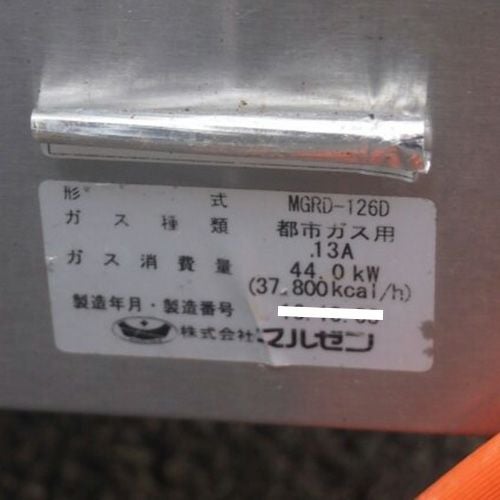 形式 MGRD-126D
ガス種類 都市ガス用
13A
ガス消費量 44.0kW
(37.800kcal/h)
製造年月・製造番号
株式会社マルゼン